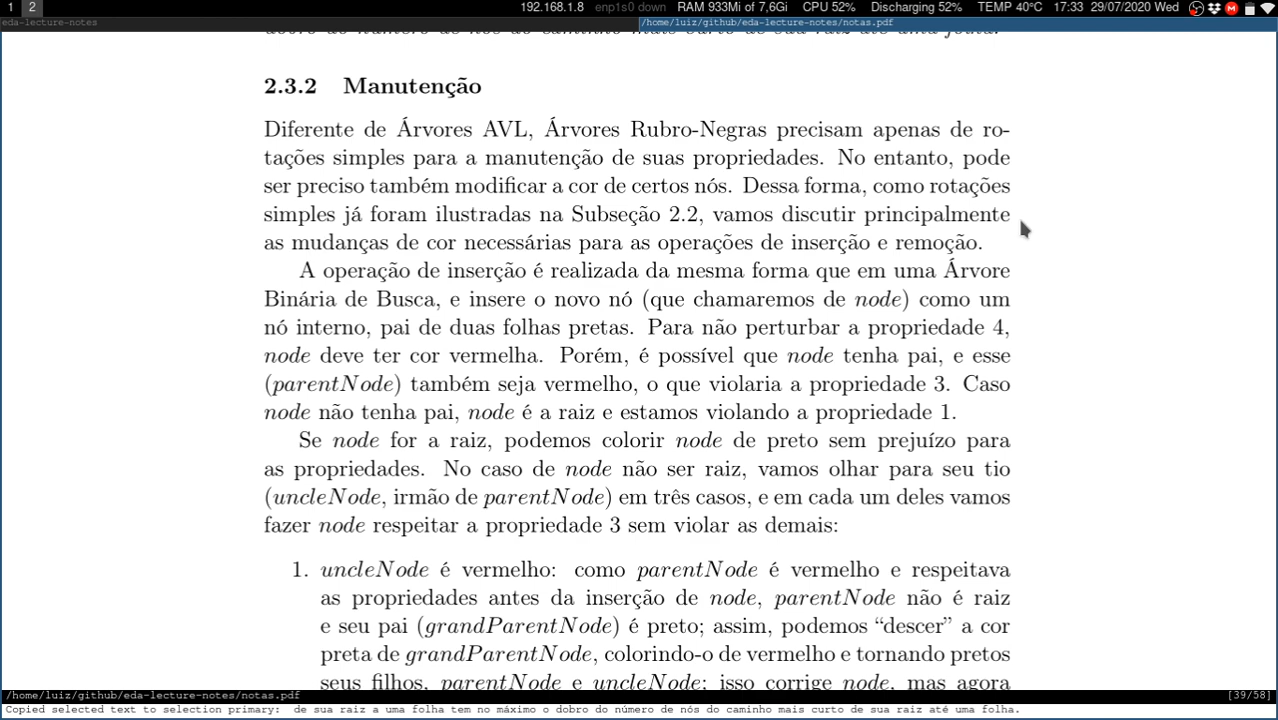 1 2 192.168.1.8 enp1s0 down RAM 933Mi of 7,6Gi CPU 52% Discharging 52% TEMP 40°C 17:33 29/07/2020 Wed
eda-lecture-notes /home/luiz/github/eda-lecture-notes/notas.pdf
dobro do número de nós do caminho mais curto de sua raiz até uma folha.
2.3.2 Manutenção
Diferente de Árvores AVL, Árvores Rubro-Negras precisam apenas de ro-
tações simples para a manutenção de suas propriedades. No entanto, pode
ser preciso também modificar a cor de certos nós. Dessa forma, como rotações
simples já foram ilustradas na Subseção 2.2, vamos discutir principalmente
as mudanças de cor necessárias para as operações de inserção e remoção.
A operação de inserção é realizada da mesma forma que em uma Árvore
Binária de Busca, e insere o novo nó (que chamaremos de node) como um
nó interno, pai de duas folhas pretas. Para não perturbar a propriedade 4,
node deve ter cor vermelha. Porém, é possível que node tenha pai, e esse
(parentNode) também seja vermelho, o que violaria a propriedade 3. Caso
node não tenha pai, node é a raiz e estamos violando a propriedade 1.
Se node for a raiz, podemos colorir node de preto sem prejuízo para
as propriedades. No caso de node não ser raiz, vamos olhar para seu tio
(uncleNode, irmão de parentNode) em três casos, e em cada um deles vamos
fazer node respeitar a propriedade 3 sem violar as demais:
1. uncleNode é vermelho: como parentNode é vermelho e respeitava
as propriedades antes da inserção de node, parentNode não é raiz
e seu pai (grandParentNode) é preto; assim, podemos “descer” a cor
preta de grandParentNode, colorindo-o de vermelho e tornando pretos
seus filhos, parentNode e uncleNode; isso corrige node, mas agora
/home/luiz/github/eda-lecture-notes/notas.pdf [39/58]
Copied selected text to selection primary: de sua raiz a uma folha tem no máximo o dobro do número de nós do caminho mais curto de sua raiz até uma folha.